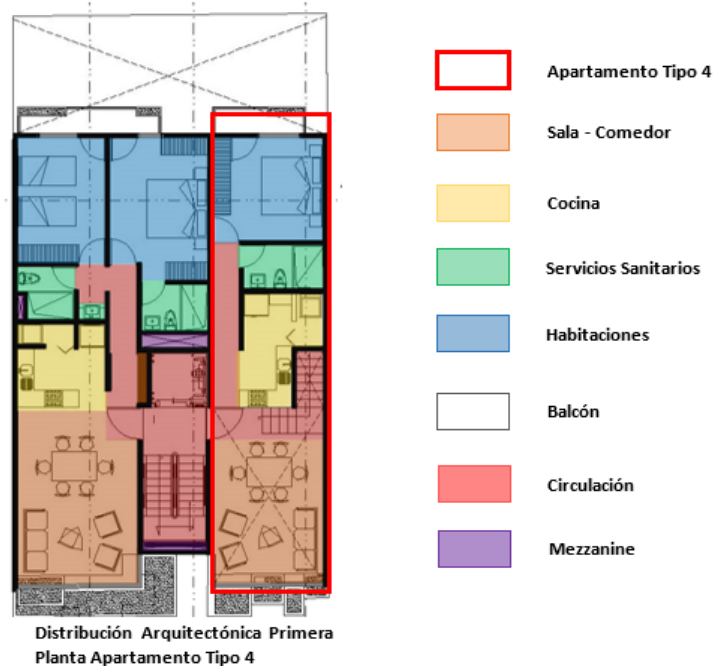 Apartamento Tipo 4
Sala - Comedor
Cocina
Servicios Sanitarios
Habitaciones
Balcón
Circulación
Mezzanine
Distribución Arquitectónica Primera
Planta Apartamento Tipo 4